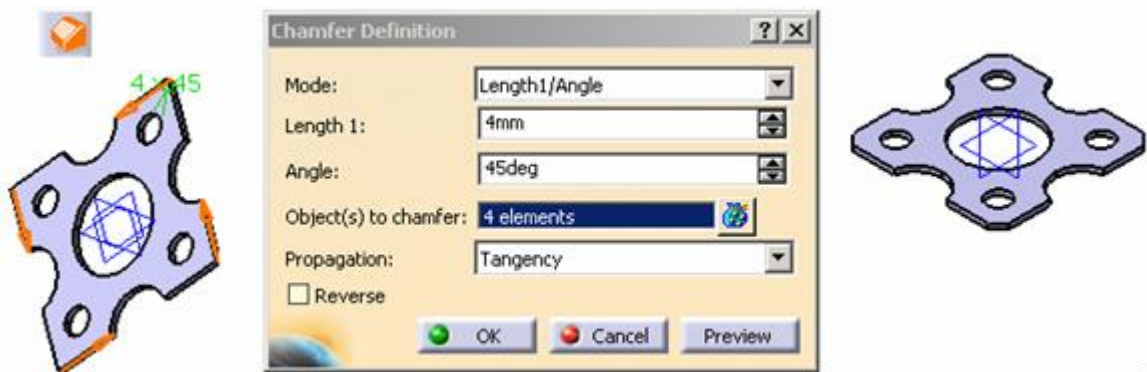 4 x 45
Chamfer Definition
Mode:
Length1/Angle
Length 1:
4mm
Angle:
45deg
Object(s) to chamfer:
4 elements
Propagation:
Tangency
Reverse
OK
Cancel
Preview